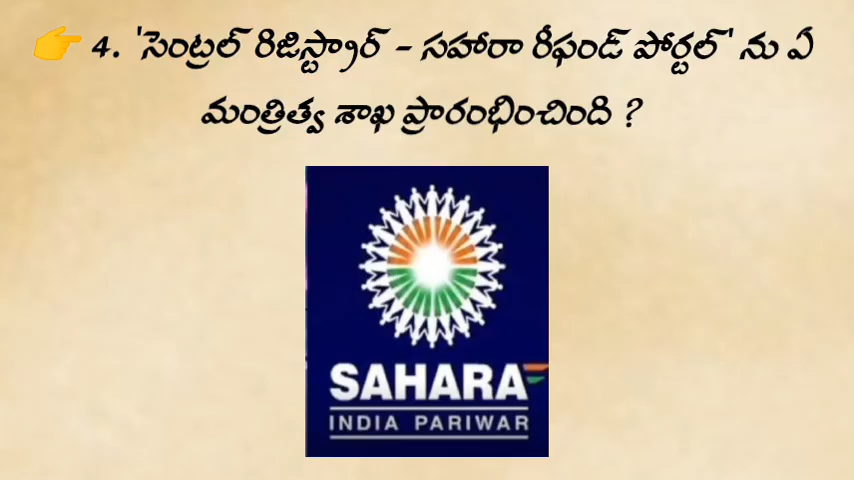 👉 4. 'సెంట్రల్ రిజిస్ట్రార్ - సహారా రీఫండ్ పోర్టల్' ను ఏ
మంత్రిత్వ శాఖ ప్రారంభించింది ?
SAHARA
INDIA PARIWAR